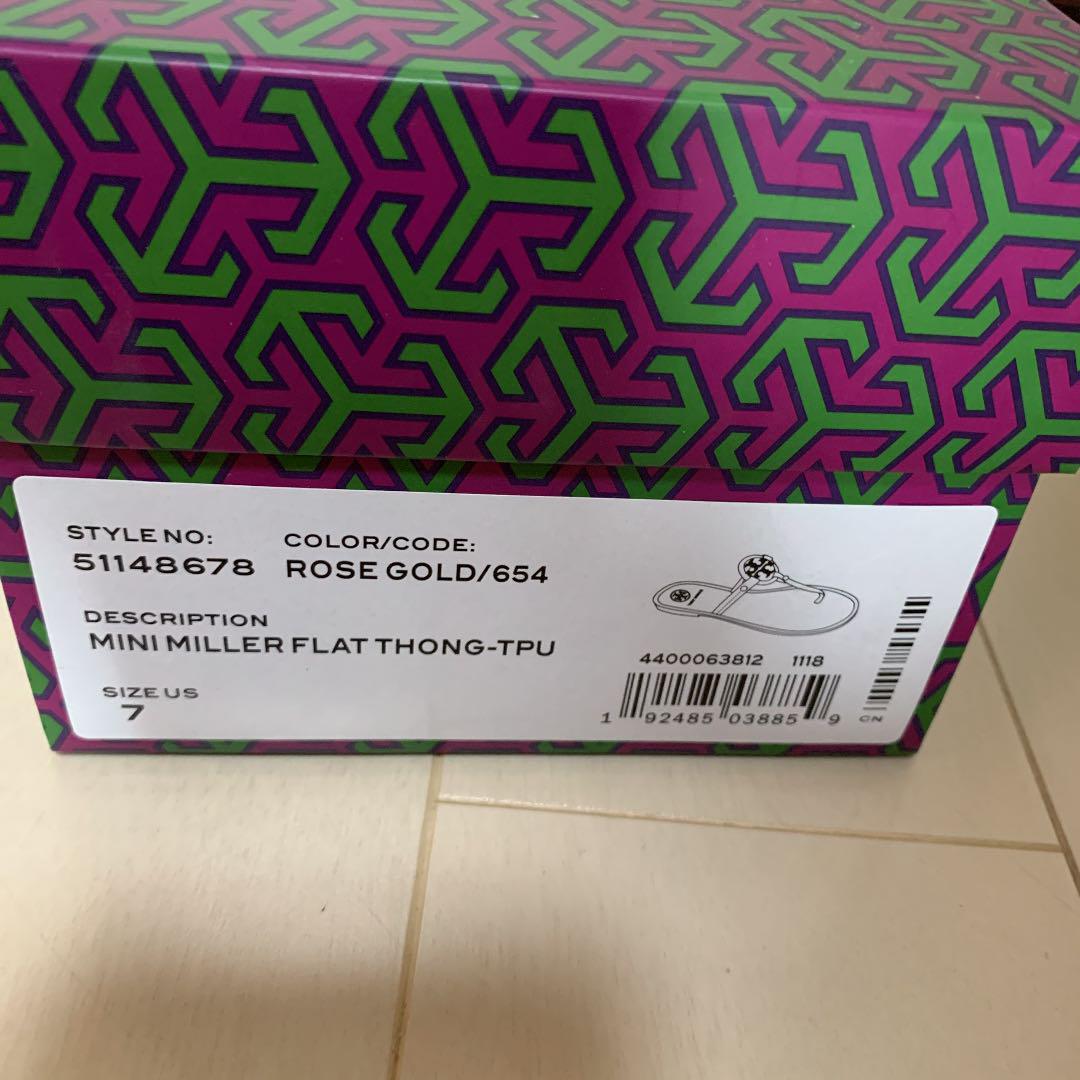 STYLE NO: COLOR/CODE:
51148678 ROSE GOLD/654
DESCRIPTION
MINI MILLER FLAT THONG-TPU
SIZE US
7
4400063812 1118
1 92485 03885 9 CN